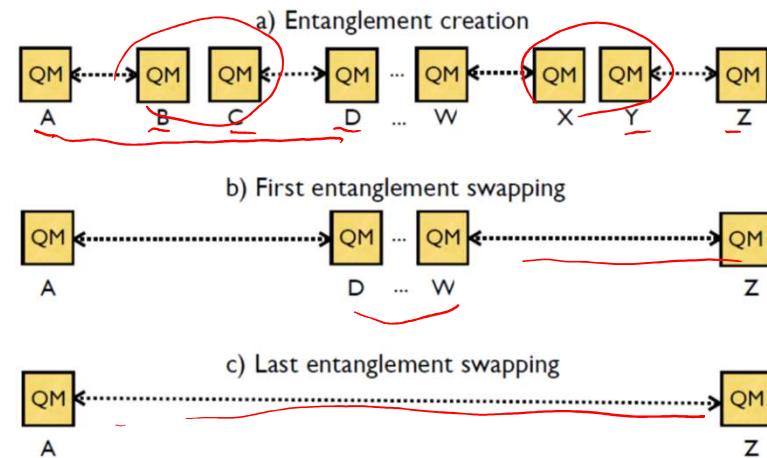 a) Entanglement creation
QM QM QM QM ... QM QM QM QM
A B C D ... W X Y Z
b) First entanglement swapping
QM QM ... QM QM
A D ... W Z
c) Last entanglement swapping
QM QM
A Z